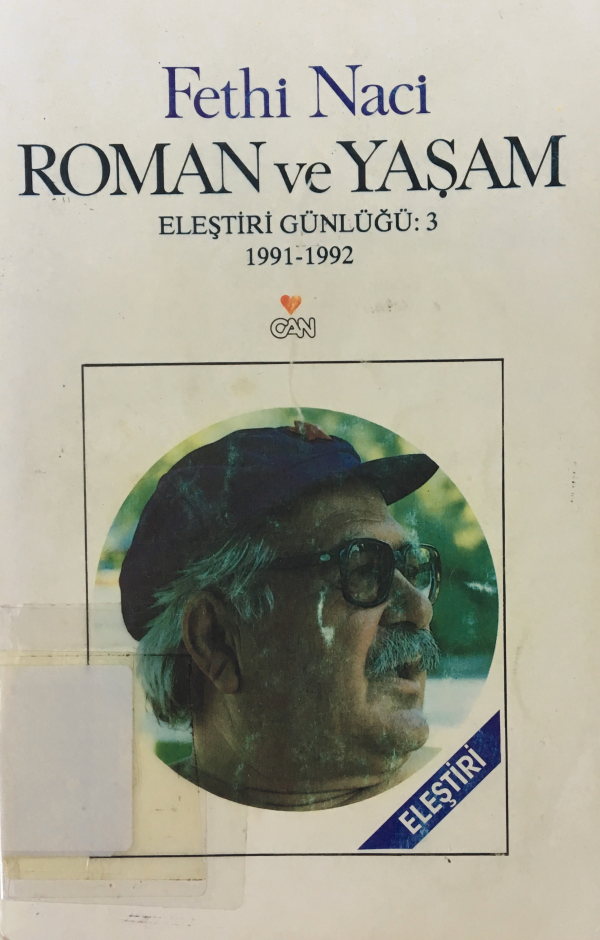 Fethi Naci
ROMAN ve YAŞAM
ELEŞTİRİ GÜNLÜĞÜ: 3
1991-1992
CAN
ELEŞTİRİ